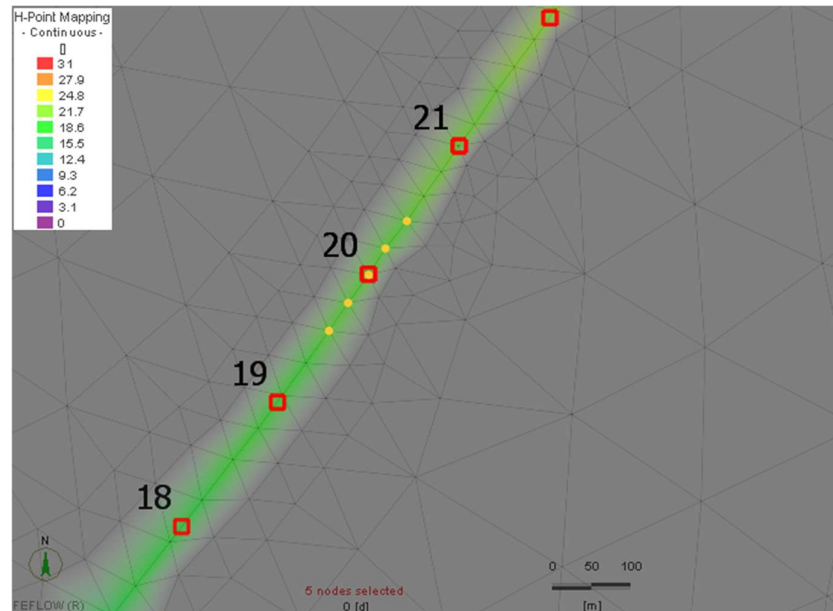 H-Point Mapping
- Continuous -
[]
31
27.9
24.8
21.7
18.6
15.5
12.4
9.3
6.2
3.1
0
21
20
19
18
N
0 50 100
[m]
5 nodes selected
0 [d]
FEFLOW (R)